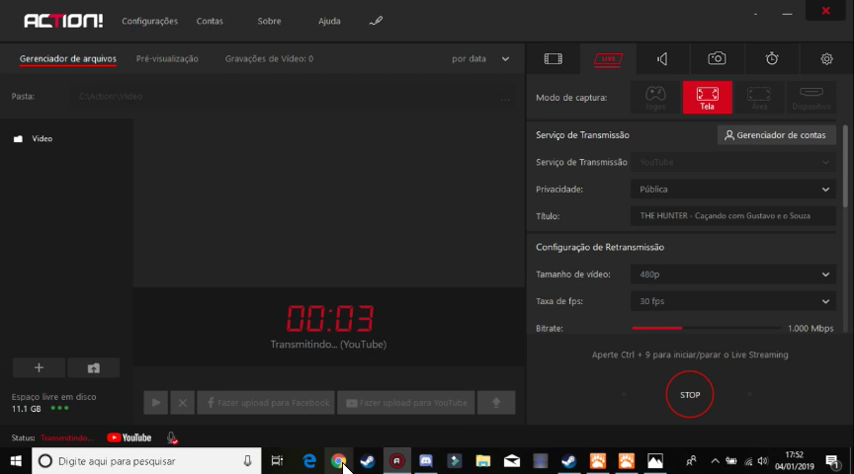 ACTION! Configurações Contas Sobre Ajuda
Gerenciador de arquivos Pré-visualização Gravações de Vídeo: 0 por data
LIVE
Pasta: C:\Action!\Video ...
Modo de captura: Jogos Tela Área Dispositivo
Video
Serviço de Transmissão Gerenciador de contas
Serviço de Transmissão YouTube
Privacidade: Pública
Título: THE HUNTER - Caçando com Gustavo e o Souza
Configuração de Retransmissão
Tamanho de vídeo: 480p
Taxa de fps: 30 fps
Bitrate: 1.000 Mbps
00:03
Transmitindo... (YouTube)
Aperte Ctrl + 9 para iniciar/parar o Live Streaming
STOP
Espaço livre em disco
11.1 GB
Fazer upload para Facebook Fazer upload para YouTube
Status: Transmitindo... YouTube
Digite aqui para pesquisar
17:52
04/01/2019
1